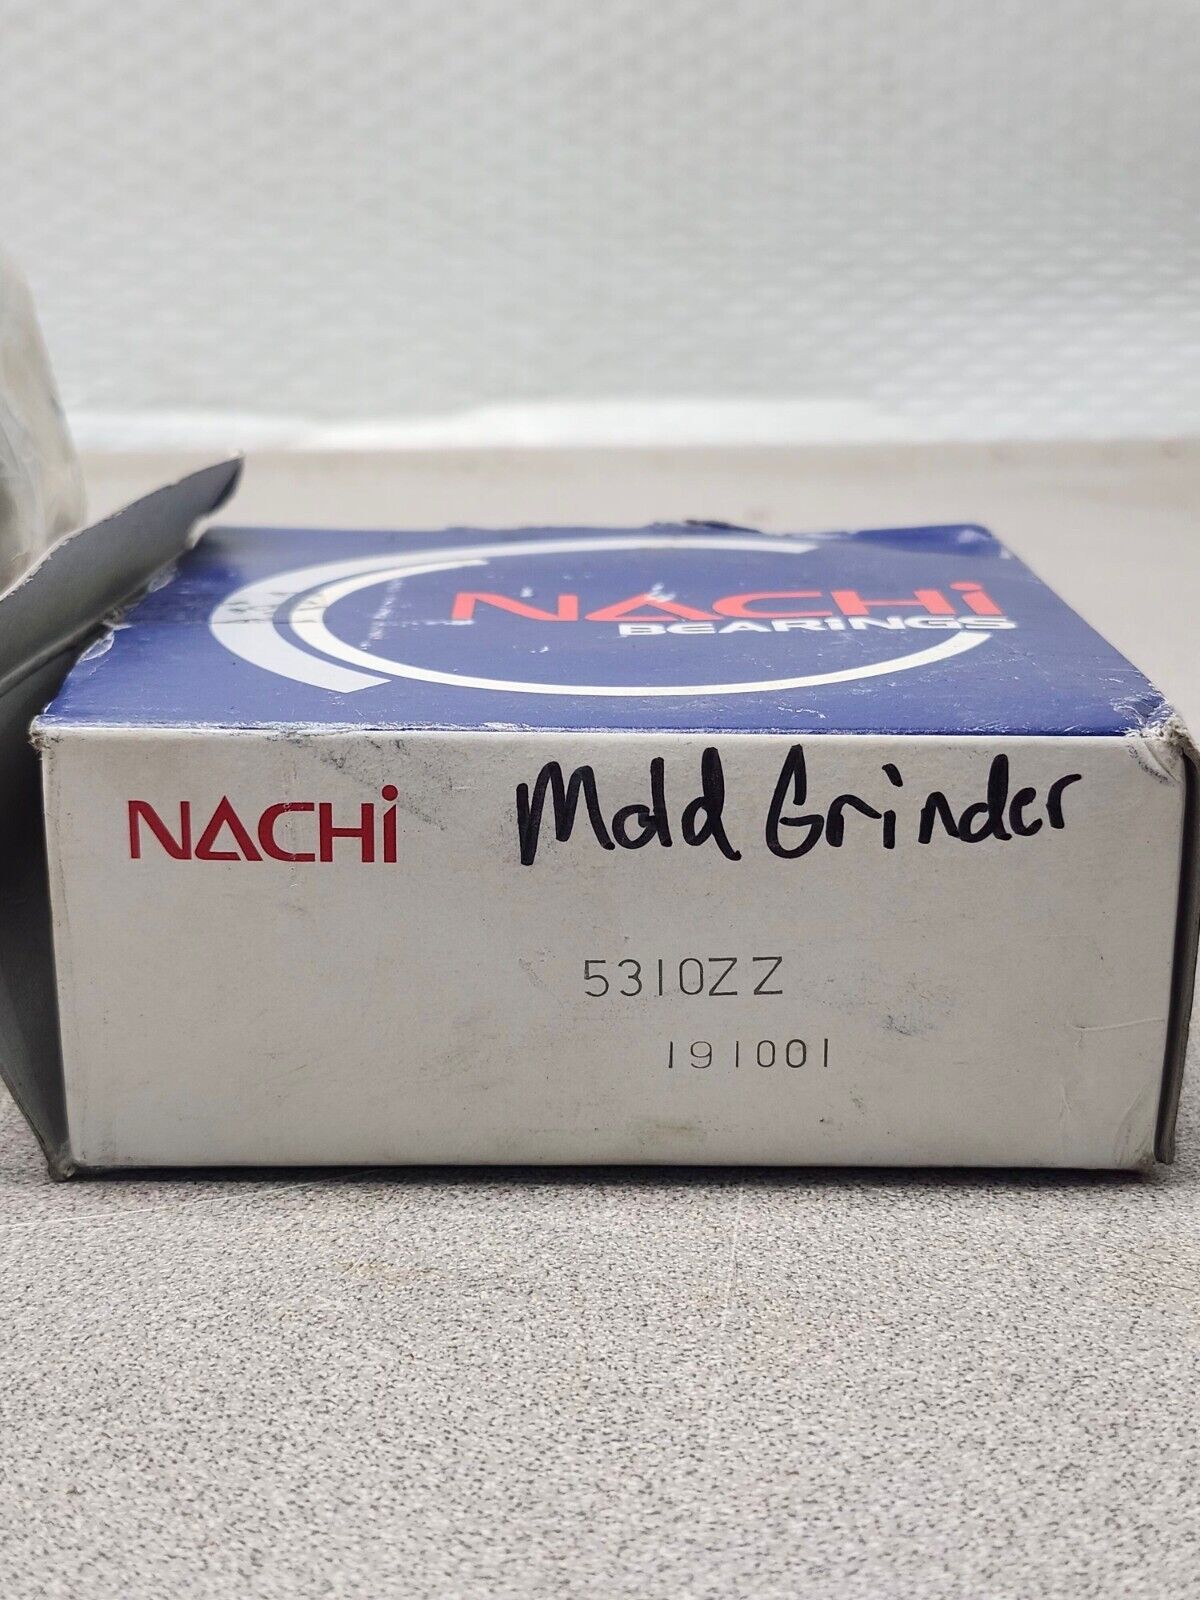 NACHi
BEARiNGS
NACHi
Mold Grinder
5310ZZ
191001